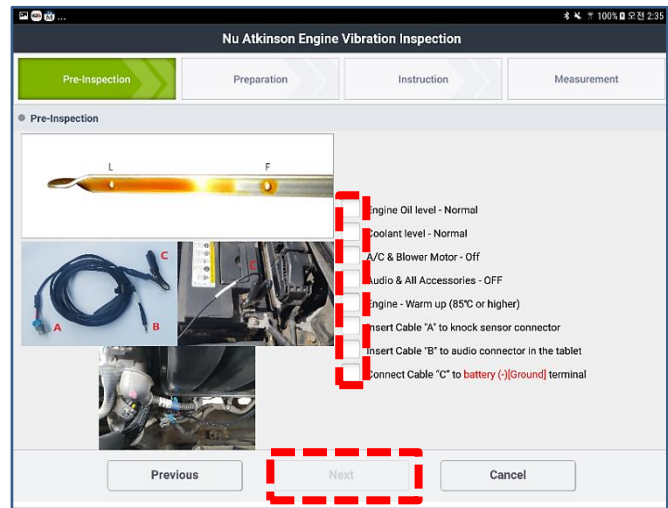 100% 오전 2:35
Nu Atkinson Engine Vibration Inspection
Pre-Inspection
Preparation
Instruction
Measurement
Pre-Inspection
L
F
Engine Oil level - Normal
Coolant level - Normal
A/C & Blower Motor - Off
Audio & All Accessories - OFF
Engine - Warm up (85℃ or higher)
Insert Cable "A" to knock sensor connector
Insert Cable "B" to audio connector in the tablet
Connect Cable "C" to battery (-)[Ground] terminal
C
A
B
C
Previous
Next
Cancel